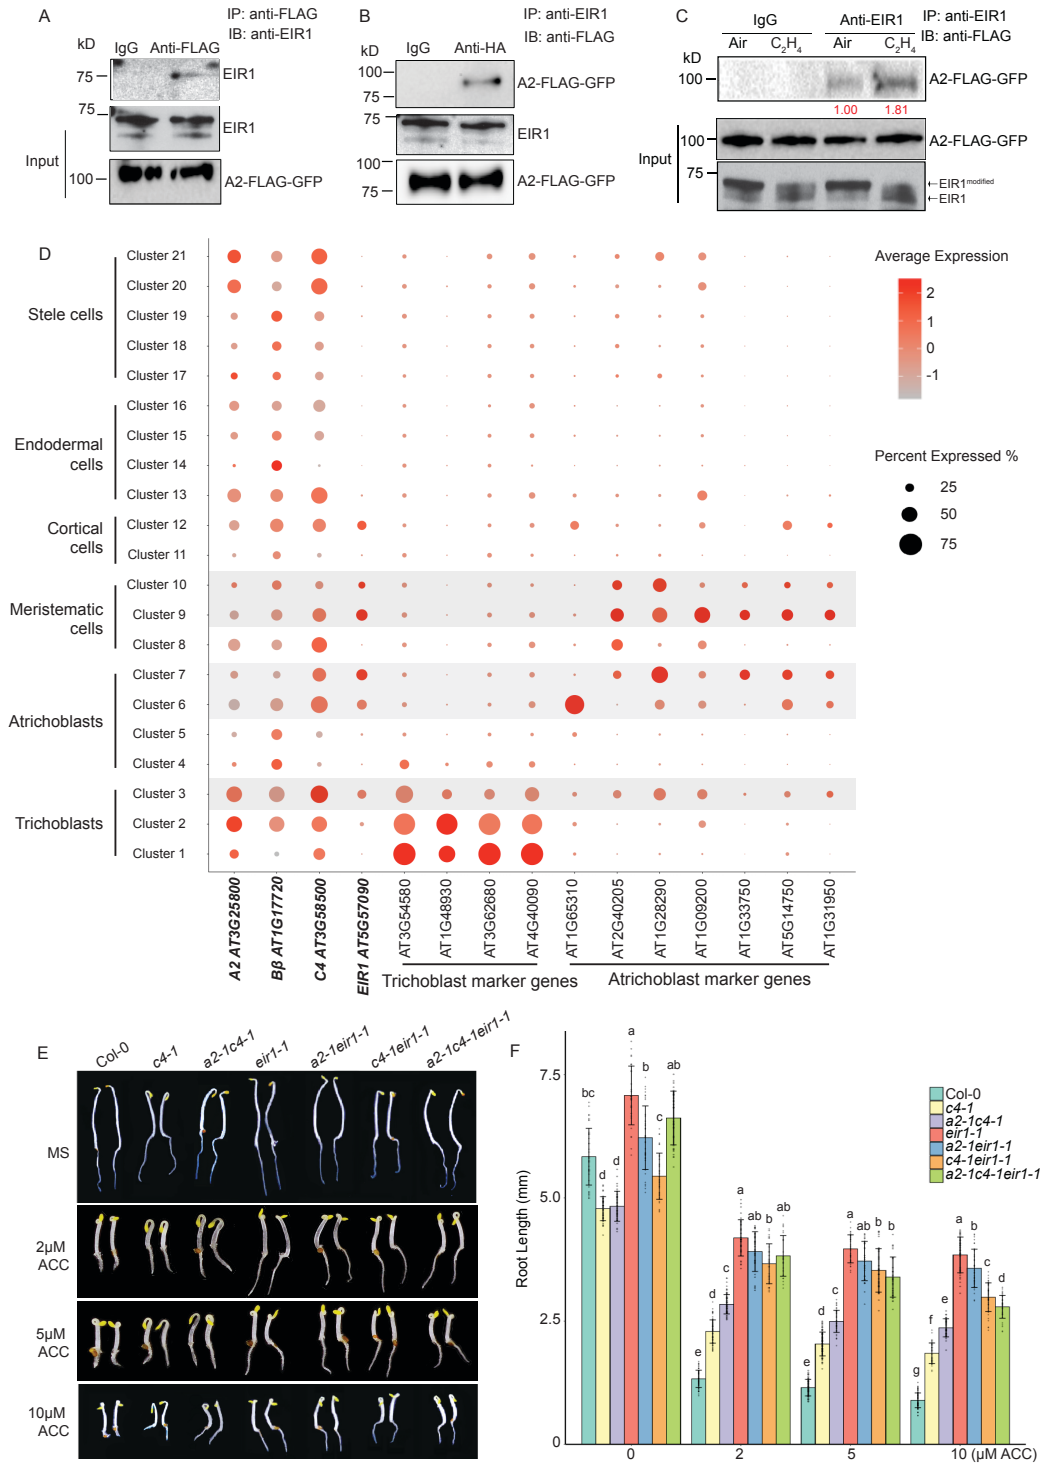 A
IP: anti-FLAG
IB: anti-EIR1
kD
IgG Anti-FLAG
75
EIR1
75
EIR1
Input
100
A2-FLAG-GFP
B
IP: anti-EIR1
IB: anti-FLAG
kD
IgG Anti-HA
100
75
A2-FLAG-GFP
100
75
EIR1
100
75
A2-FLAG-GFP
C
IgG Anti-EIR1
IP: anti-EIR1
IB: anti-FLAG
Air C2H4 Air C2H4
kD
100
A2-FLAG-GFP
1.00 1.81
Input
100
A2-FLAG-GFP
75
←EIR1modified
←EIR1
D
Stele cells
Cluster 21
Cluster 20
Cluster 19
Cluster 18
Cluster 17
Endodermal
cells
Cluster 16
Cluster 15
Cluster 14
Cluster 13
Cortical
cells
Cluster 12
Cluster 11
Meristematic
cells
Cluster 10
Cluster 9
Cluster 8
Atrichoblasts
Cluster 7
Cluster 6
Cluster 5
Cluster 4
Trichoblasts
Cluster 3
Cluster 2
Cluster 1
A2 AT3G25800
Bβ AT1G17720
C4 AT3G58500
EIR1 AT5G57090
AT3G54580
AT1G48930
AT3G62680
AT4G40090
AT1G65310
AT2G40205
AT1G28290
AT1G09200
AT1G33750
AT5G14750
AT1G31950
Trichoblast marker genes
Atrichoblast marker genes
Average Expression
2
1
0
-1
Percent Expressed %
25
50
75
E
Col-0
c4-1
a2-1c4-1
eir1-1
a2-1eir1-1
c4-1eir1-1
a2-1c4-1eir1-1
MS
2µM
ACC
5µM
ACC
10µM
ACC
F
Root Length (mm)
7.5
5.0
2.5
0
bc d d a b c ab
e d c a ab b ab
e d c a ab b b
g f e a b c d
0 2 5 10 (µM ACC)
Col-0
c4-1
a2-1c4-1
eir1-1
a2-1eir1-1
c4-1eir1-1
a2-1c4-1eir1-1